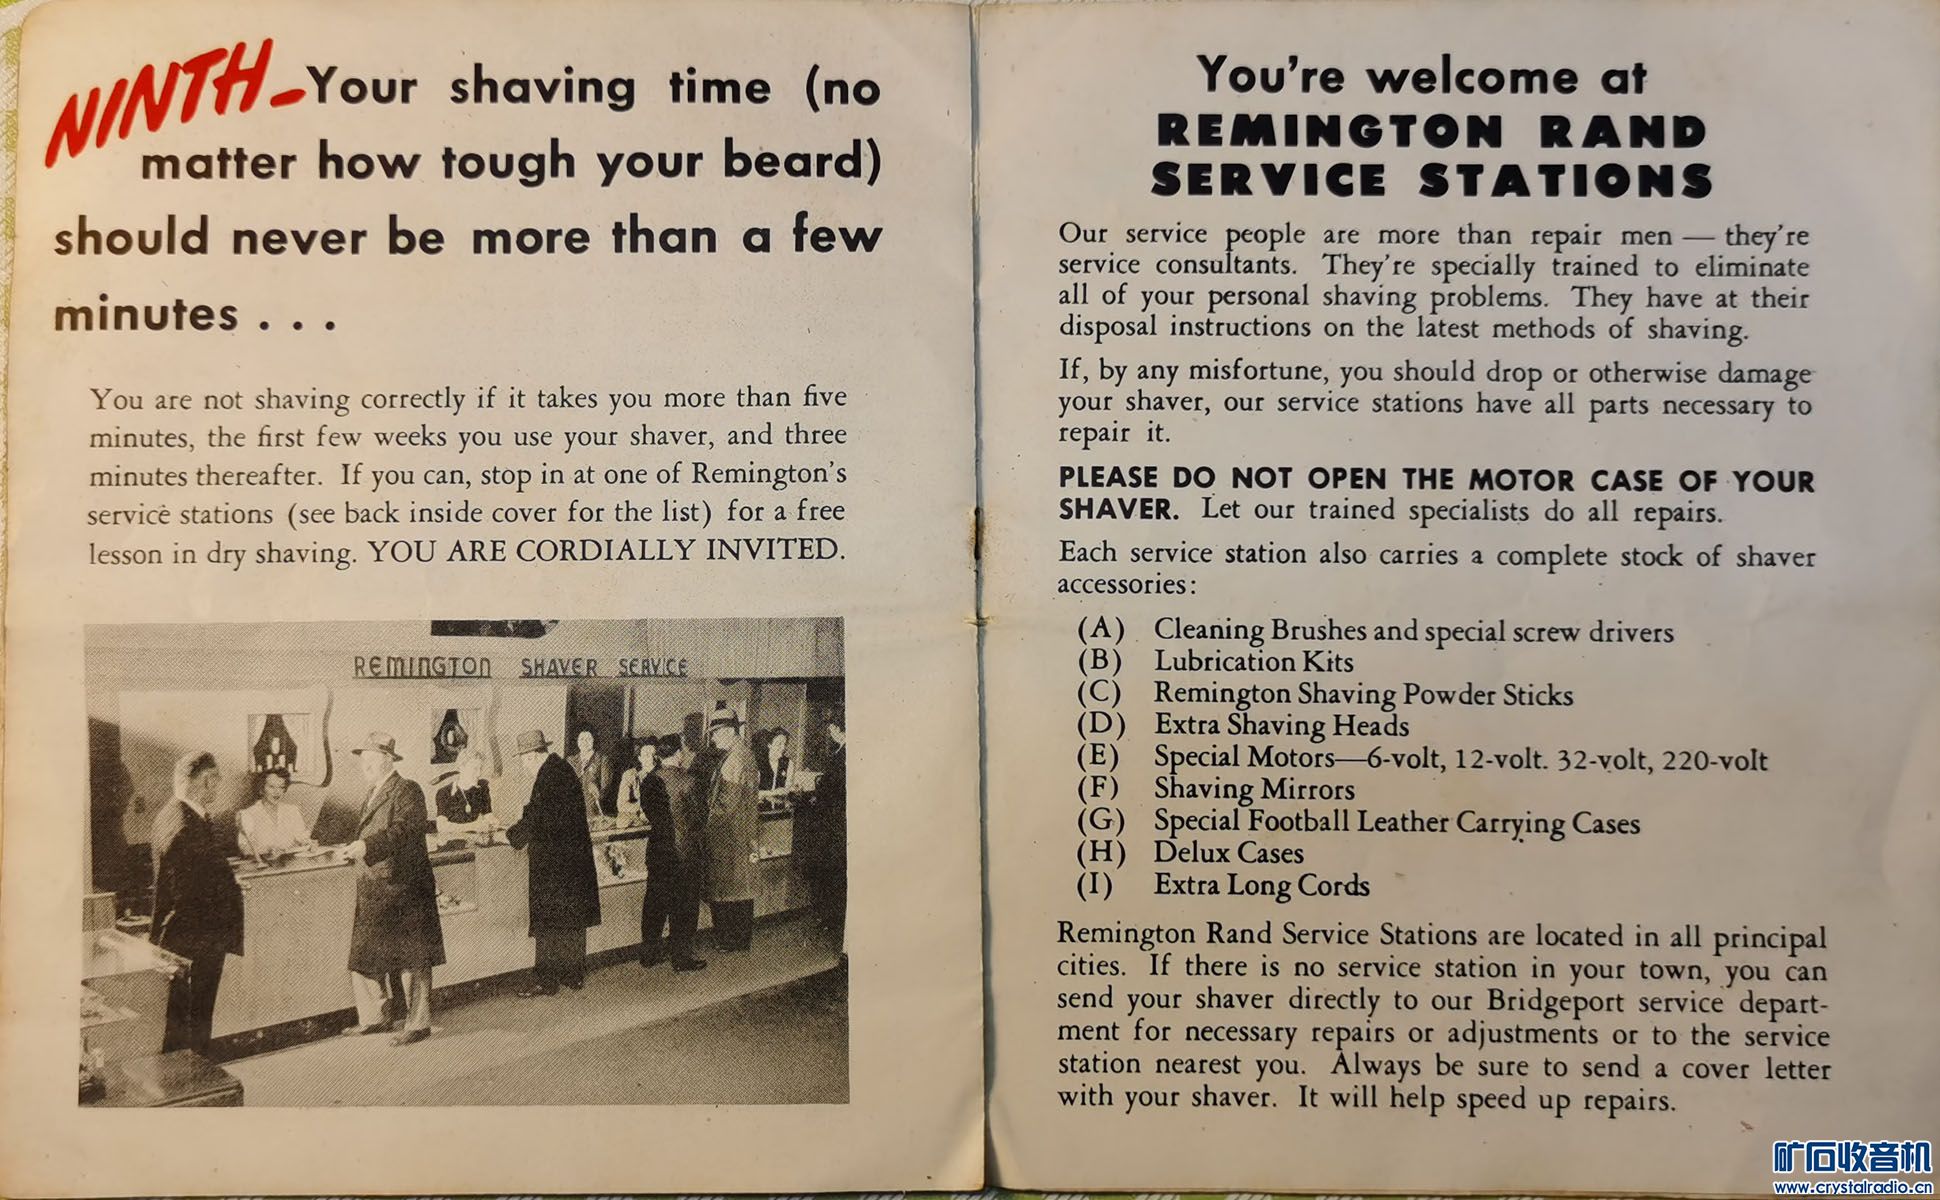 NINTH—Your shaving time (no
matter how tough your beard)
should never be more than a few
minutes . . .
You are not shaving correctly if it takes you more than five
minutes, the first few weeks you use your shaver, and three
minutes thereafter. If you can, stop in at one of Remington's
service stations (see back inside cover for the list) for a free
lesson in dry shaving. YOU ARE CORDIALLY INVITED.
REMINGTON SHAVER SERVICE
You're welcome at
REMINGTON RAND
SERVICE STATIONS
Our service people are more than repair men — they're
service consultants. They're specially trained to eliminate
all of your personal shaving problems. They have at their
disposal instructions on the latest methods of shaving.
If, by any misfortune, you should drop or otherwise damage
your shaver, our service stations have all parts necessary to
repair it.
PLEASE DO NOT OPEN THE MOTOR CASE OF YOUR
SHAVER. Let our trained specialists do all repairs.
Each service station also carries a complete stock of shaver
accessories:
(A) Cleaning Brushes and special screw drivers
(B) Lubrication Kits
(C) Remington Shaving Powder Sticks
(D) Extra Shaving Heads
(E) Special Motors—6-volt, 12-volt. 32-volt, 220-volt
(F) Shaving Mirrors
(G) Special Football Leather Carrying Cases
(H) Delux Cases
(I) Extra Long Cords
Remington Rand Service Stations are located in all principal
cities. If there is no service station in your town, you can
send your shaver directly to our Bridgeport service depart-
ment for necessary repairs or adjustments or to the service
station nearest you. Always be sure to send a cover letter
with your shaver. It will help speed up repairs.
矿石收音机
www.crystalradio.cn